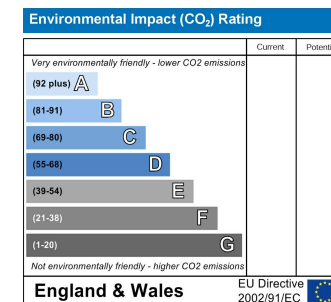 Environmental Impact (CO₂) Rating
Current Potenti
Very environmentally friendly - lower CO2 emissions
(92 plus) A
(81-91) B
(69-80) C
(55-68) D
(39-54) E
(21-38) F
(1-20) G
Not environmentally friendly - higher CO2 emissions
England & Wales
EU Directive
2002/91/EC